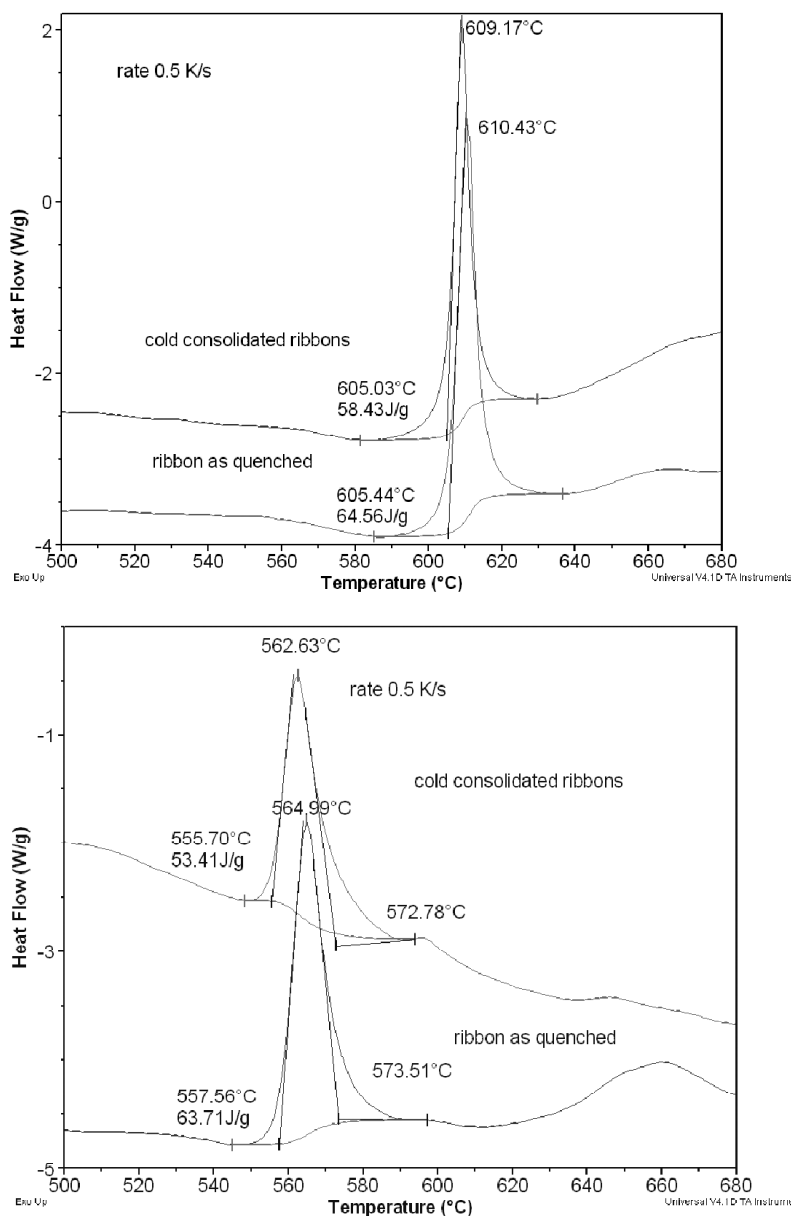 2
609.17°C
rate 0.5 K/s
610.43°C
0
Heat Flow (W/g)
cold consolidated ribbons
-2
605.03°C
58.43J/g
ribbon as quenched
605.44°C
64.56J/g
-4
500 520 540 560 580 600 620 640 660 680
Exo Up
Temperature (°C)
Universal V4.1D TA Instruments
562.63°C
rate 0.5 K/s
-1
cold consolidated ribbons
564.99°C
555.70°C
53.41J/g
Heat Flow (W/g)
572.78°C
-3
ribbon as quenched
573.51°C
557.56°C
63.71J/g
-5
500 520 540 560 580 600 620 640 660 680
Exo Up
Temperature (°C)
Universal V4.1D TA Instrume